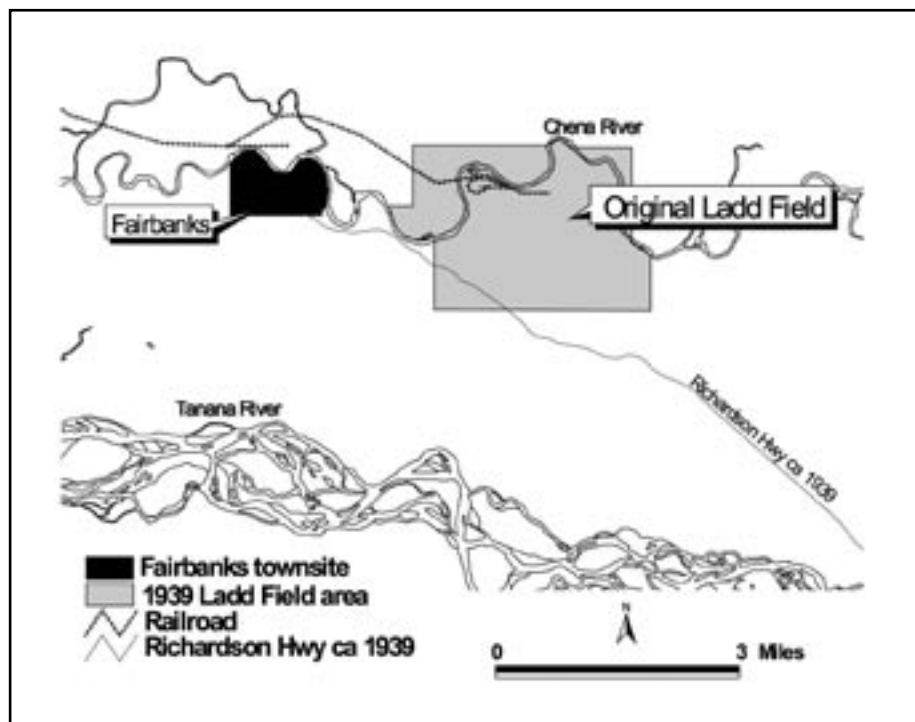 Chena River
Original Ladd Field
Fairbanks
Richardson Hwy ca 1939
Tanana River
Fairbanks townsite
1939 Ladd Field area
Railroad
Richardson Hwy ca 1939
N
0 3 Miles